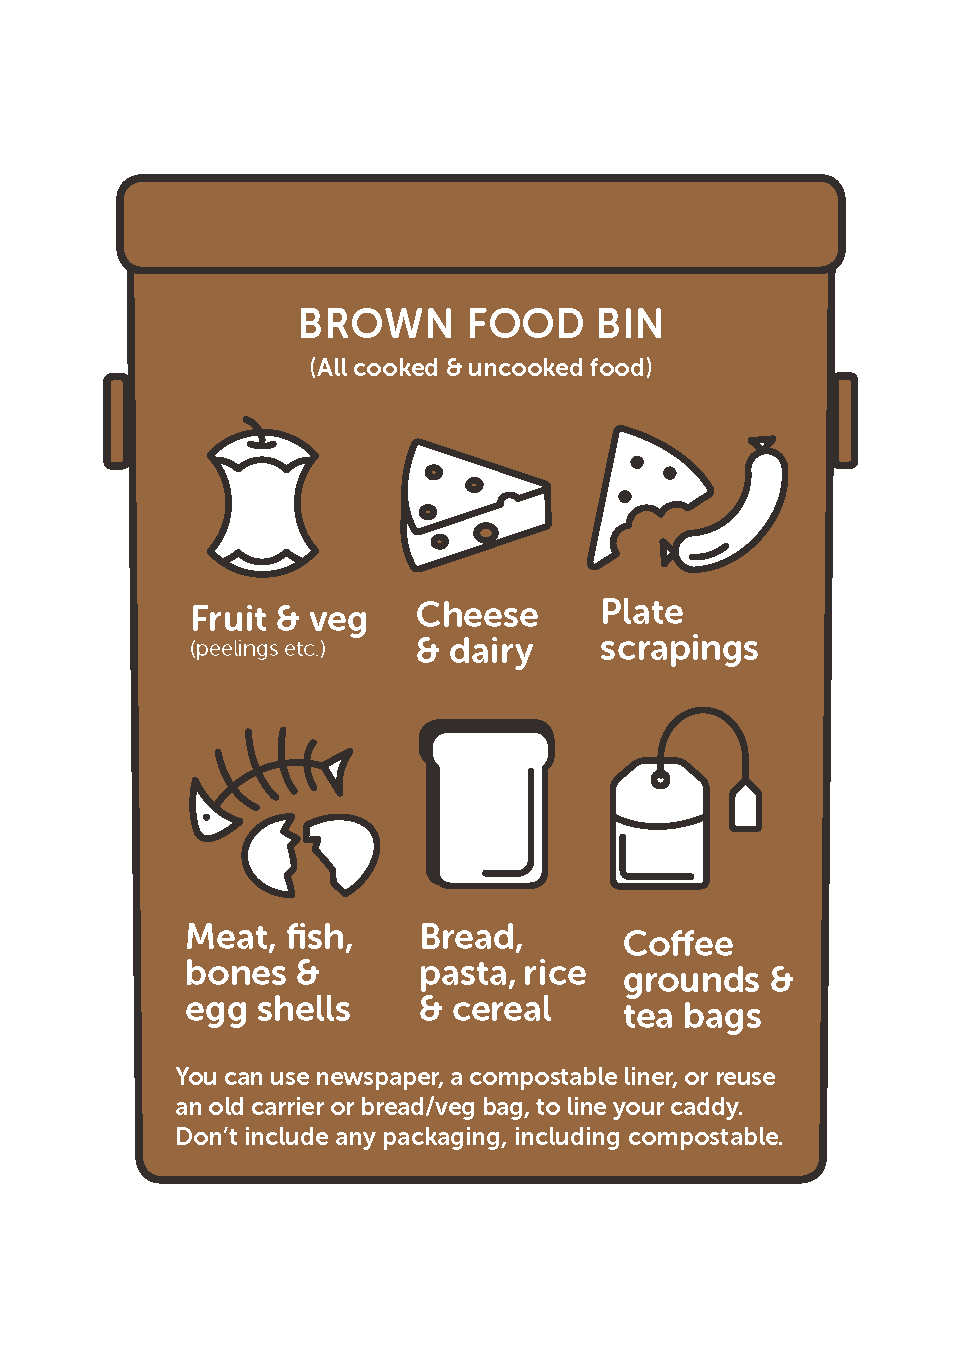 BROWN FOOD BIN
(All cooked & uncooked food)
Fruit & veg
(peelings etc.)
Cheese
& dairy
Plate
scrapings
Meat, fish,
bones &
egg shells
Bread,
pasta, rice
& cereal
Coffee
grounds &
tea bags
You can use newspaper, a compostable liner, or reuse
an old carrier or bread/veg bag, to line your caddy.
Don’t include any packaging, including compostable.